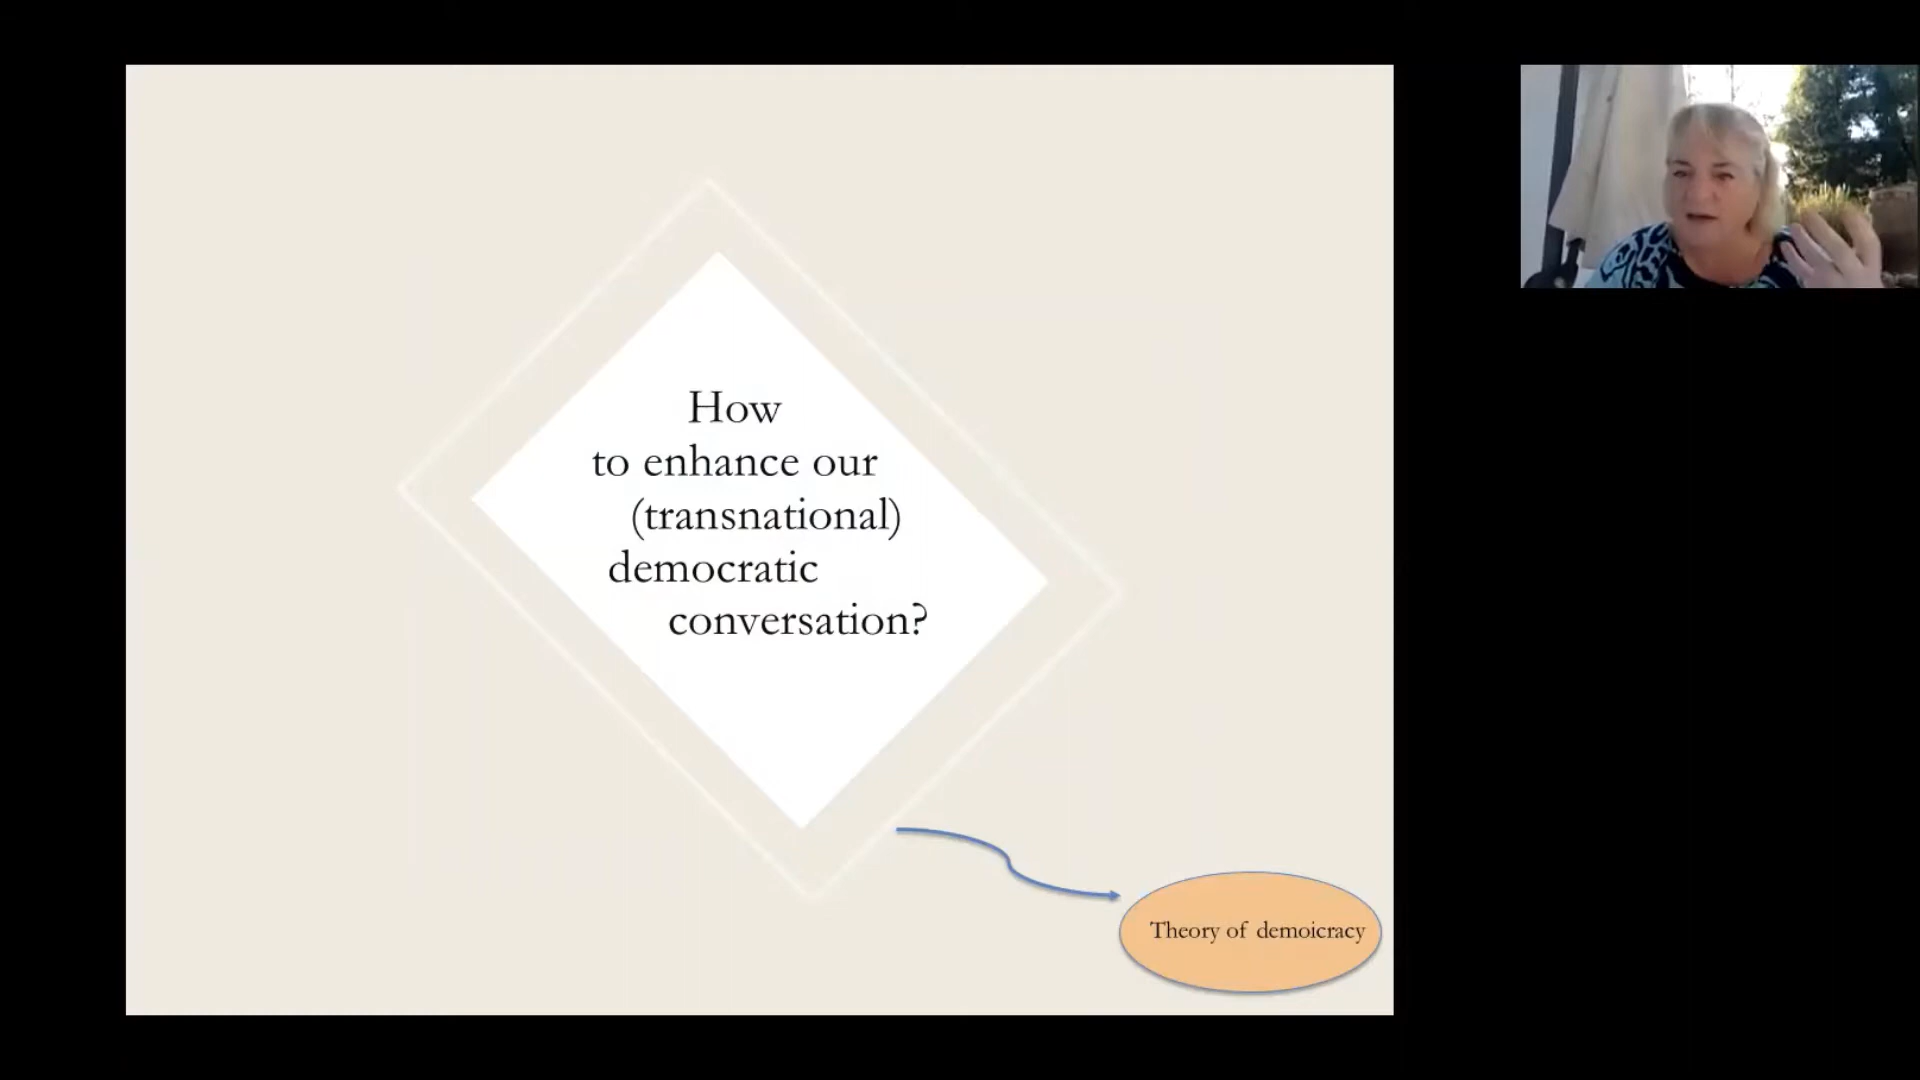 How
to enhance our
(transnational)
democratic
conversation?
Theory of demoicracy